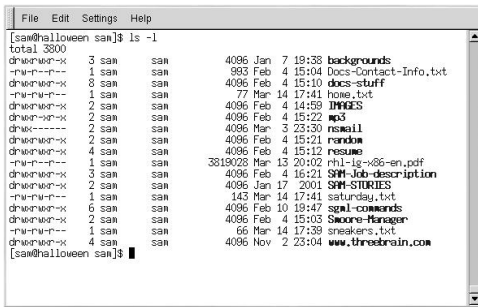 File Edit Settings Help
[sam@halloween sam]$ ls -l
total 3800
drwxrwxr-x 3 sam sam 4096 Jan 7 19:38 backgrounds
-rw-r--r-- 1 sam sam 993 Feb 4 15:04 Docs-Contact-Info.txt
drwxrwxr-x 8 sam sam 4096 Feb 4 15:10 docs-stuff
-rw-rw-r-- 1 sam sam 77 Mar 14 17:41 home.txt
drwxrwxr-x 2 sam sam 4096 Feb 4 14:59 IMAGES
drwxrwxr-x 2 sam sam 4096 Feb 4 15:22 mp3
drwx------ 2 sam sam 4096 Mar 3 23:30 nsmail
drwxrwxr-x 2 sam sam 4096 Feb 4 15:21 random
drwxrwxr-x 4 sam sam 4096 Feb 4 15:12 resume
-rw-r--r-- 1 sam sam 3819028 Mar 13 20:02 rhl-ig-x86-en.pdf
drwxrwxr-x 3 sam sam 4096 Feb 4 16:21 SAM-Job-description
drwxrwxr-x 2 sam sam 4096 Jan 17 2001 SAM-STORIES
-rw-rw-r-- 1 sam sam 143 Mar 14 17:41 saturday.txt
drwxrwxr-x 6 sam sam 4096 Feb 10 19:47 sgml-commands
drwxrwxr-x 2 sam sam 4096 Feb 4 15:03 Smoore-Manager
-rw-rw-r-- 1 sam sam 66 Mar 14 17:39 sneakers.txt
drwxrwxr-x 4 sam sam 4096 Nov 2 23:04 www.threebrain.com
[sam@halloween sam]$